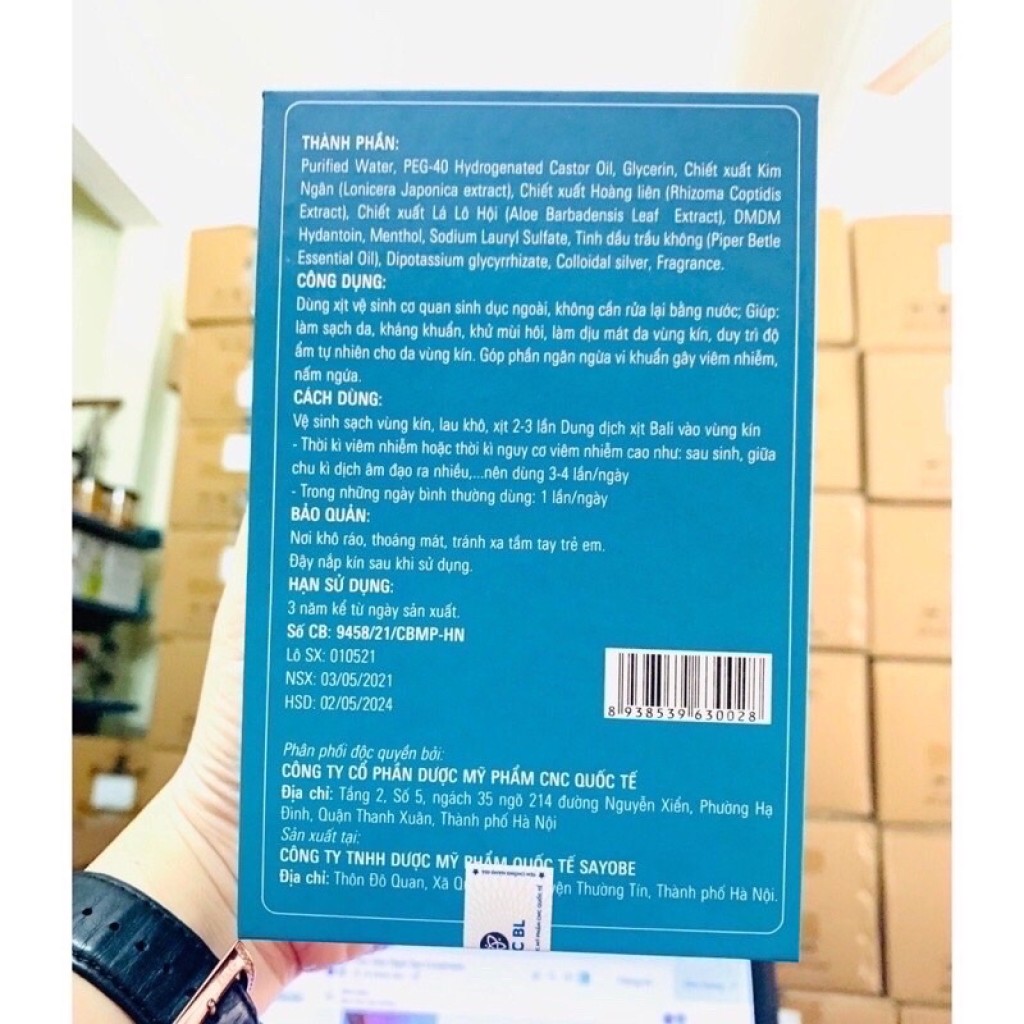 THÀNH PHẦN:
Purified Water, PEG-40 Hydrogenated Castor Oil, Glycerin, Chiết xuất Kim
Ngân (Lonicera Japonica extract), Chiết xuất Hoàng liên (Rhizoma Coptidis
Extract), Chiết xuất Lá Lô Hội (Aloe Barbadensis Leaf Extract), DMDM
Hydantoin, Menthol, Sodium Lauryl Sulfate, Tinh dầu trầu không (Piper Betle
Essential Oil), Dipotassium glycyrrhizate, Colloidal silver, Fragrance.
CÔNG DỤNG:
Dùng xịt vệ sinh cơ quan sinh dục ngoài, không cần rửa lại bằng nước; Giúp:
làm sạch da, kháng khuẩn, khử mùi hôi, làm dịu mát da vùng kín, duy trì độ
ẩm tự nhiên cho da vùng kín. Góp phần ngăn ngừa vi khuẩn gây viêm nhiễm,
nấm ngứa.
CÁCH DÙNG:
Vệ sinh sạch vùng kín, lau khô, xịt 2-3 lần Dung dịch xịt Bali vào vùng kín
- Thời kì viêm nhiễm hoặc thời kì nguy cơ viêm nhiễm cao như: sau sinh, giữa
chu kì dịch âm đạo ra nhiều,...nên dùng 3-4 lần/ngày
- Trong những ngày bình thường dùng: 1 lần/ngày
BẢO QUẢN:
Nơi khô ráo, thoáng mát, tránh xa tầm tay trẻ em.
Đậy nắp kín sau khi sử dụng.
HẠN SỬ DỤNG:
3 năm kể từ ngày sản xuất.
Số CB: 9458/21/CBMP-HN
Lô SX: 010521
NSX: 03/05/2021
HSD: 02/05/2024
8 938539 630028
Phân phối độc quyền bởi:
CÔNG TY CỔ PHẦN DƯỢC MỸ PHẨM CNC QUỐC TẾ
Địa chỉ: Tầng 2, Số 5, ngách 35 ngõ 214 đường Nguyễn Xiển, Phường Hạ
Đình, Quận Thanh Xuân, Thành phố Hà Nội
Sản xuất tại:
CÔNG TY TNHH DƯỢC MỸ PHẨM QUỐC TẾ SAYOBE
Địa chỉ: Thôn Đô Quan, Xã Thường Tín, Thành phố Hà Nội.
C BL